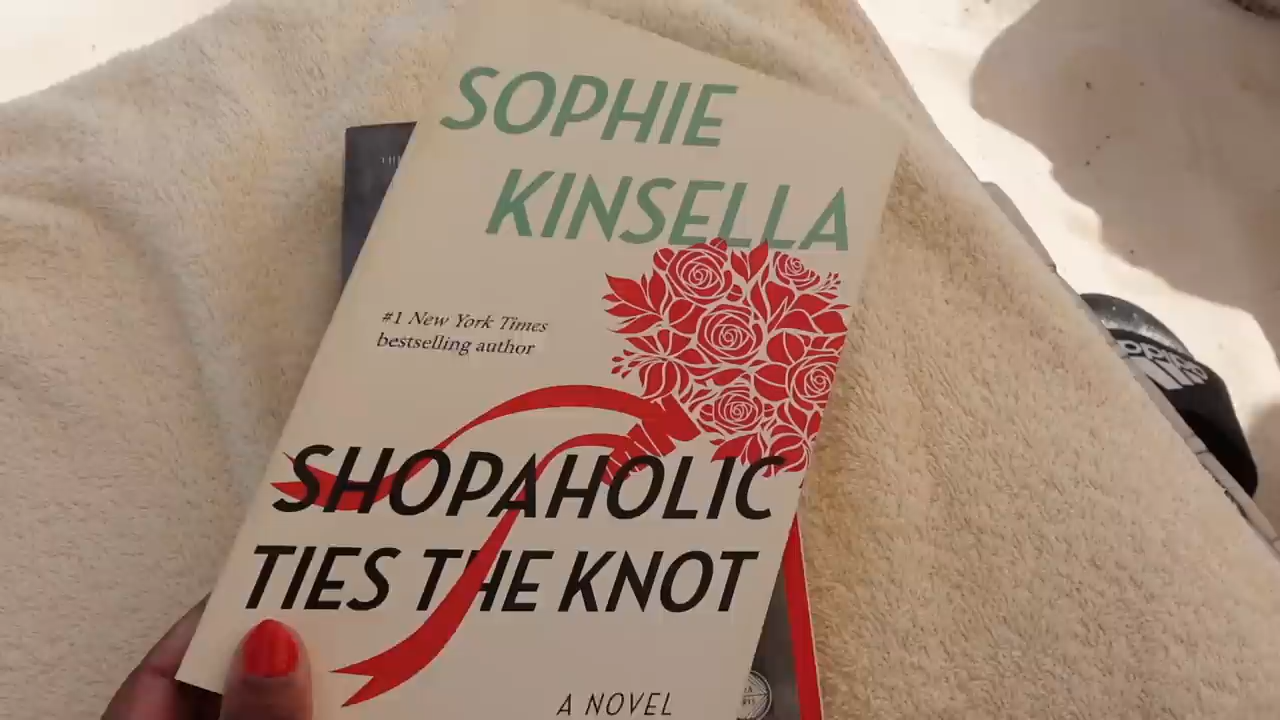 SOPHIE
KINSELLA
#1 New York Times
bestselling author
SHOPAHOLIC
TIES THE KNOT
A NOVEL